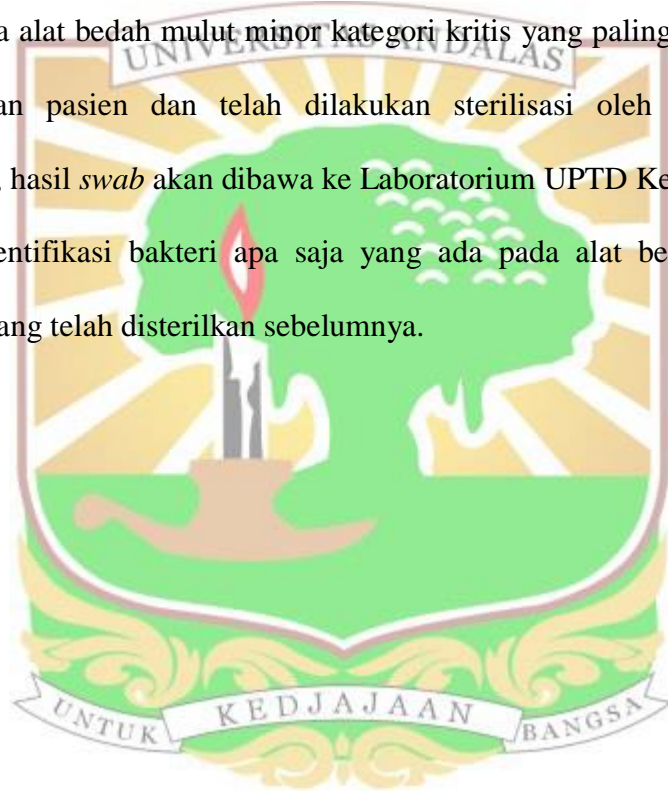 a alat bedah mulut minor kategori kritis yang paling
UNIVERSITAS ANDALAS
an pasien dan telah dilakukan sterilisasi oleh
, hasil swab akan dibawa ke Laboratorium UPTD Ke
entifikasi bakteri apa saja yang ada pada alat be
ang telah disterilkan sebelumnya.
UNTUK KEDJAJAAN BANGSA